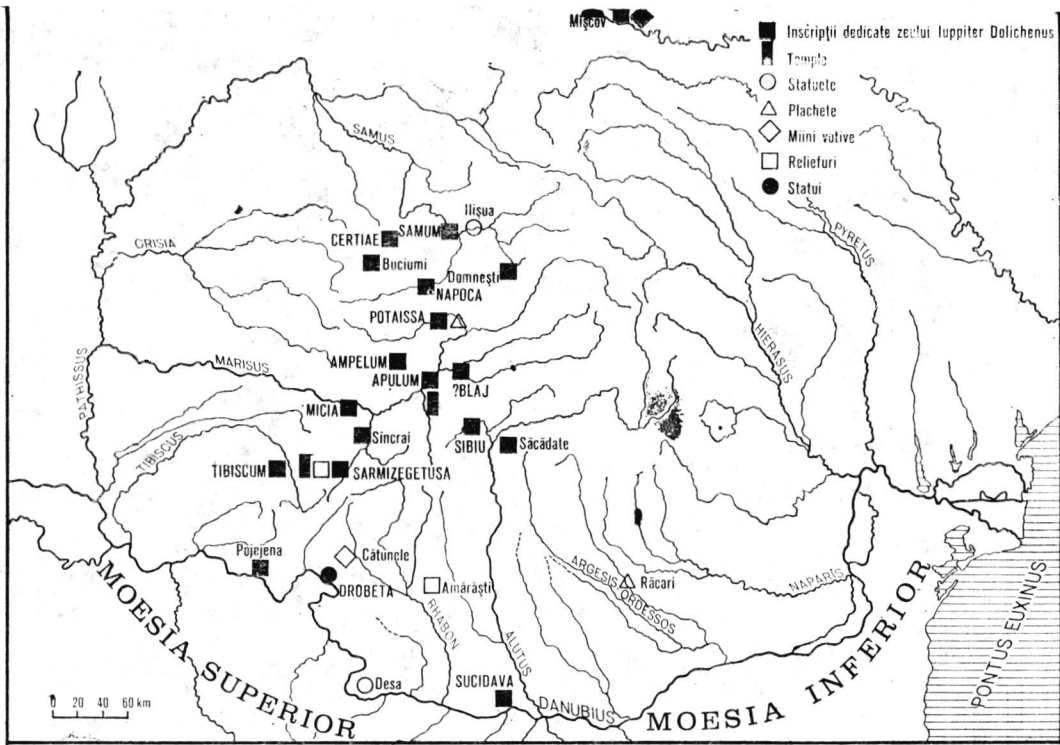 Mişcov
Inscripţii dedicate zeului Iuppiter Dolichenus
Temple
Statuete
Plachete
Mîini votive
Reliefuri
Statui
SAMUS
Ilişua
SAMUM
CERTIAE
PYRETUS
CRISIA
Buciumi
Domneşti
NAPOCA
POTAISSA
HIERASUS
MARISUS
AMPELUM
APULUM
?BLAJ
PATHISSUS
MICIA
Sîncrai
SIBIU
Săcădate
TIBISCUS
TIBISCUM
SARMIZEGETUSA
Pojejena
Cătunele
DROBETA
Amărăşti
ARGESIS
ORDESSOS
Răcari
NAPARIS
RHABON
ALUTUS
MOESIA SUPERIOR
MOESIA INFERIOR
PONTUS EUXINUS
Desa
SUCIDAVA
DANUBIUS
0 20 40 60 km